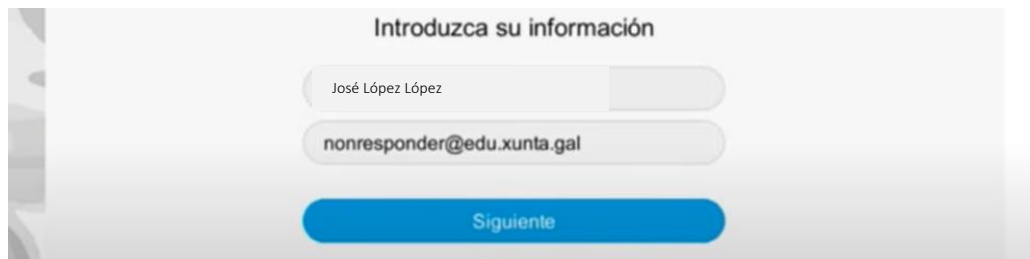 Introduzca su información
José López López
nonresponder@edu.xunta.gal
Siguiente